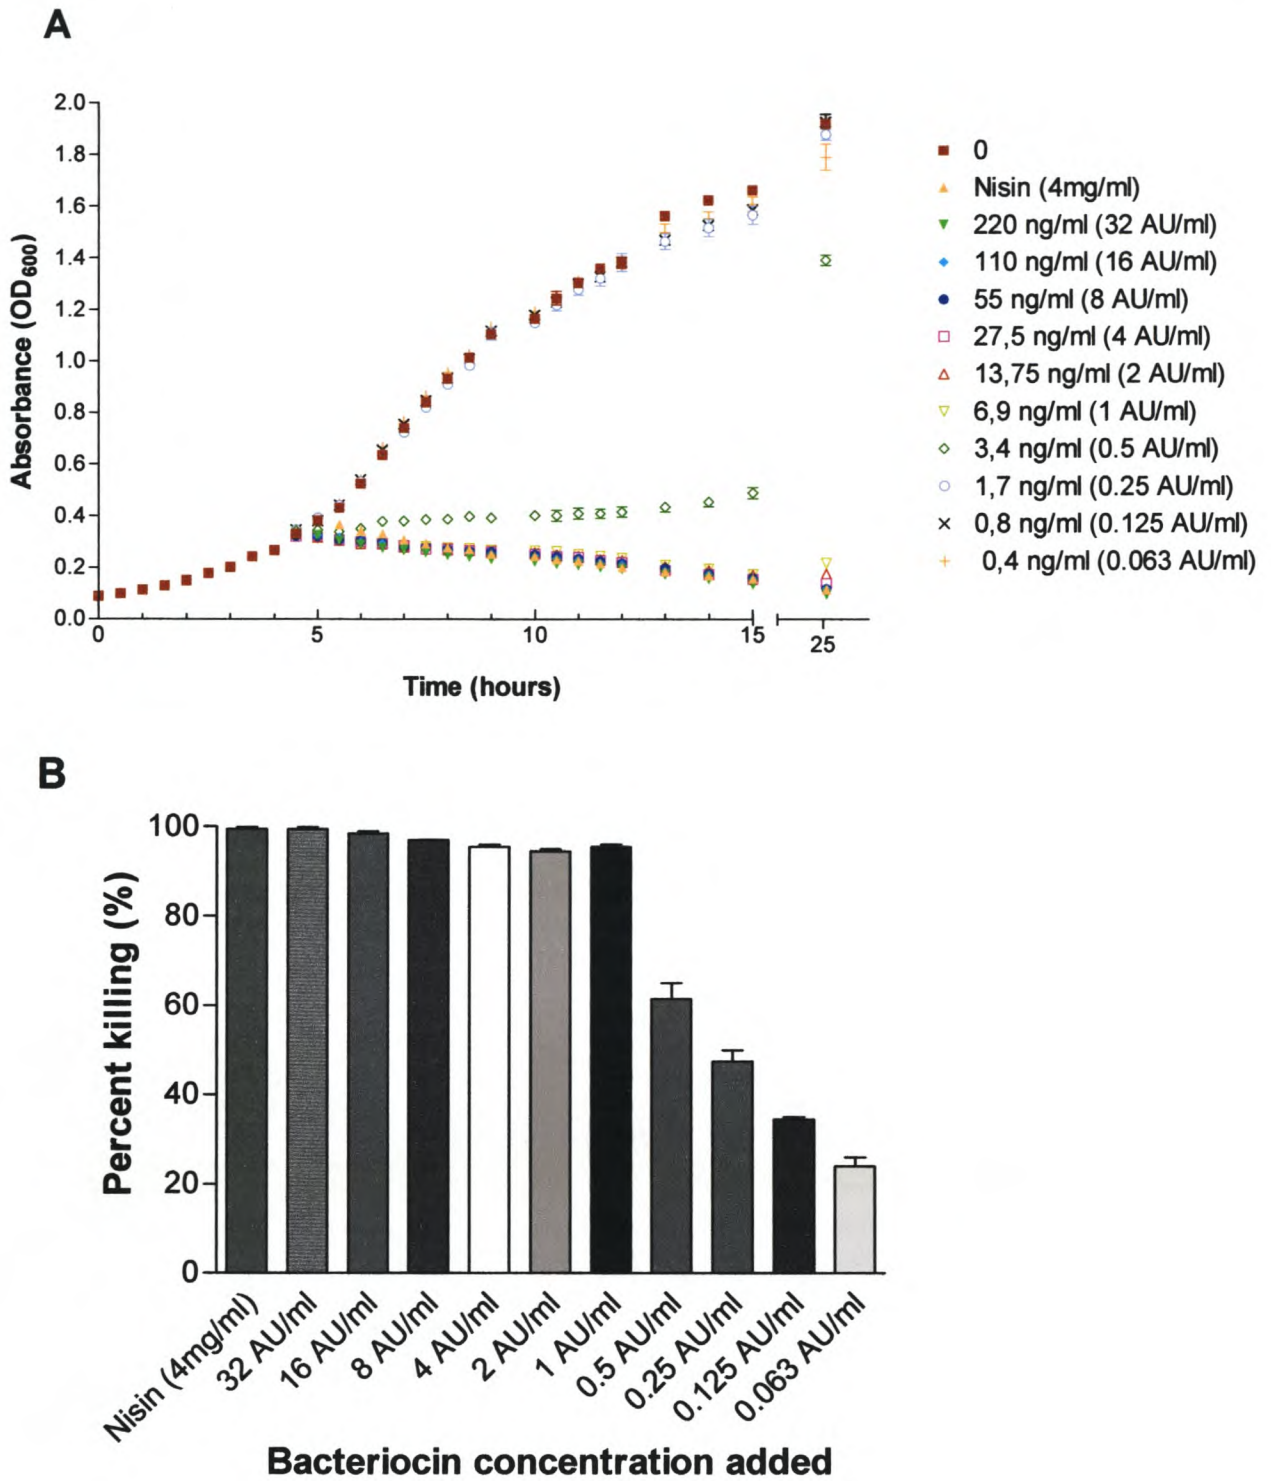 A
2.0
1.8
1.6
1.4
1.2
1.0
0.8
0.6
0.4
0.2
0.0
Absorbance (OD600)
0
5
10
15
25
Time (hours)
0
Nisin (4mg/ml)
220 ng/ml (32 AU/ml)
110 ng/ml (16 AU/ml)
55 ng/ml (8 AU/ml)
27,5 ng/ml (4 AU/ml)
13,75 ng/ml (2 AU/ml)
6,9 ng/ml (1 AU/ml)
3,4 ng/ml (0.5 AU/ml)
1,7 ng/ml (0.25 AU/ml)
0,8 ng/ml (0.125 AU/ml)
0,4 ng/ml (0.063 AU/ml)
B
100
80
60
40
20
0
Percent killing (%)
Nisin (4mg/ml)
32 AU/ml
16 AU/ml
8 AU/ml
4 AU/ml
2 AU/ml
1 AU/ml
0.5 AU/ml
0.25 AU/ml
0.125 AU/ml
0.063 AU/ml
Bacteriocin concentration added